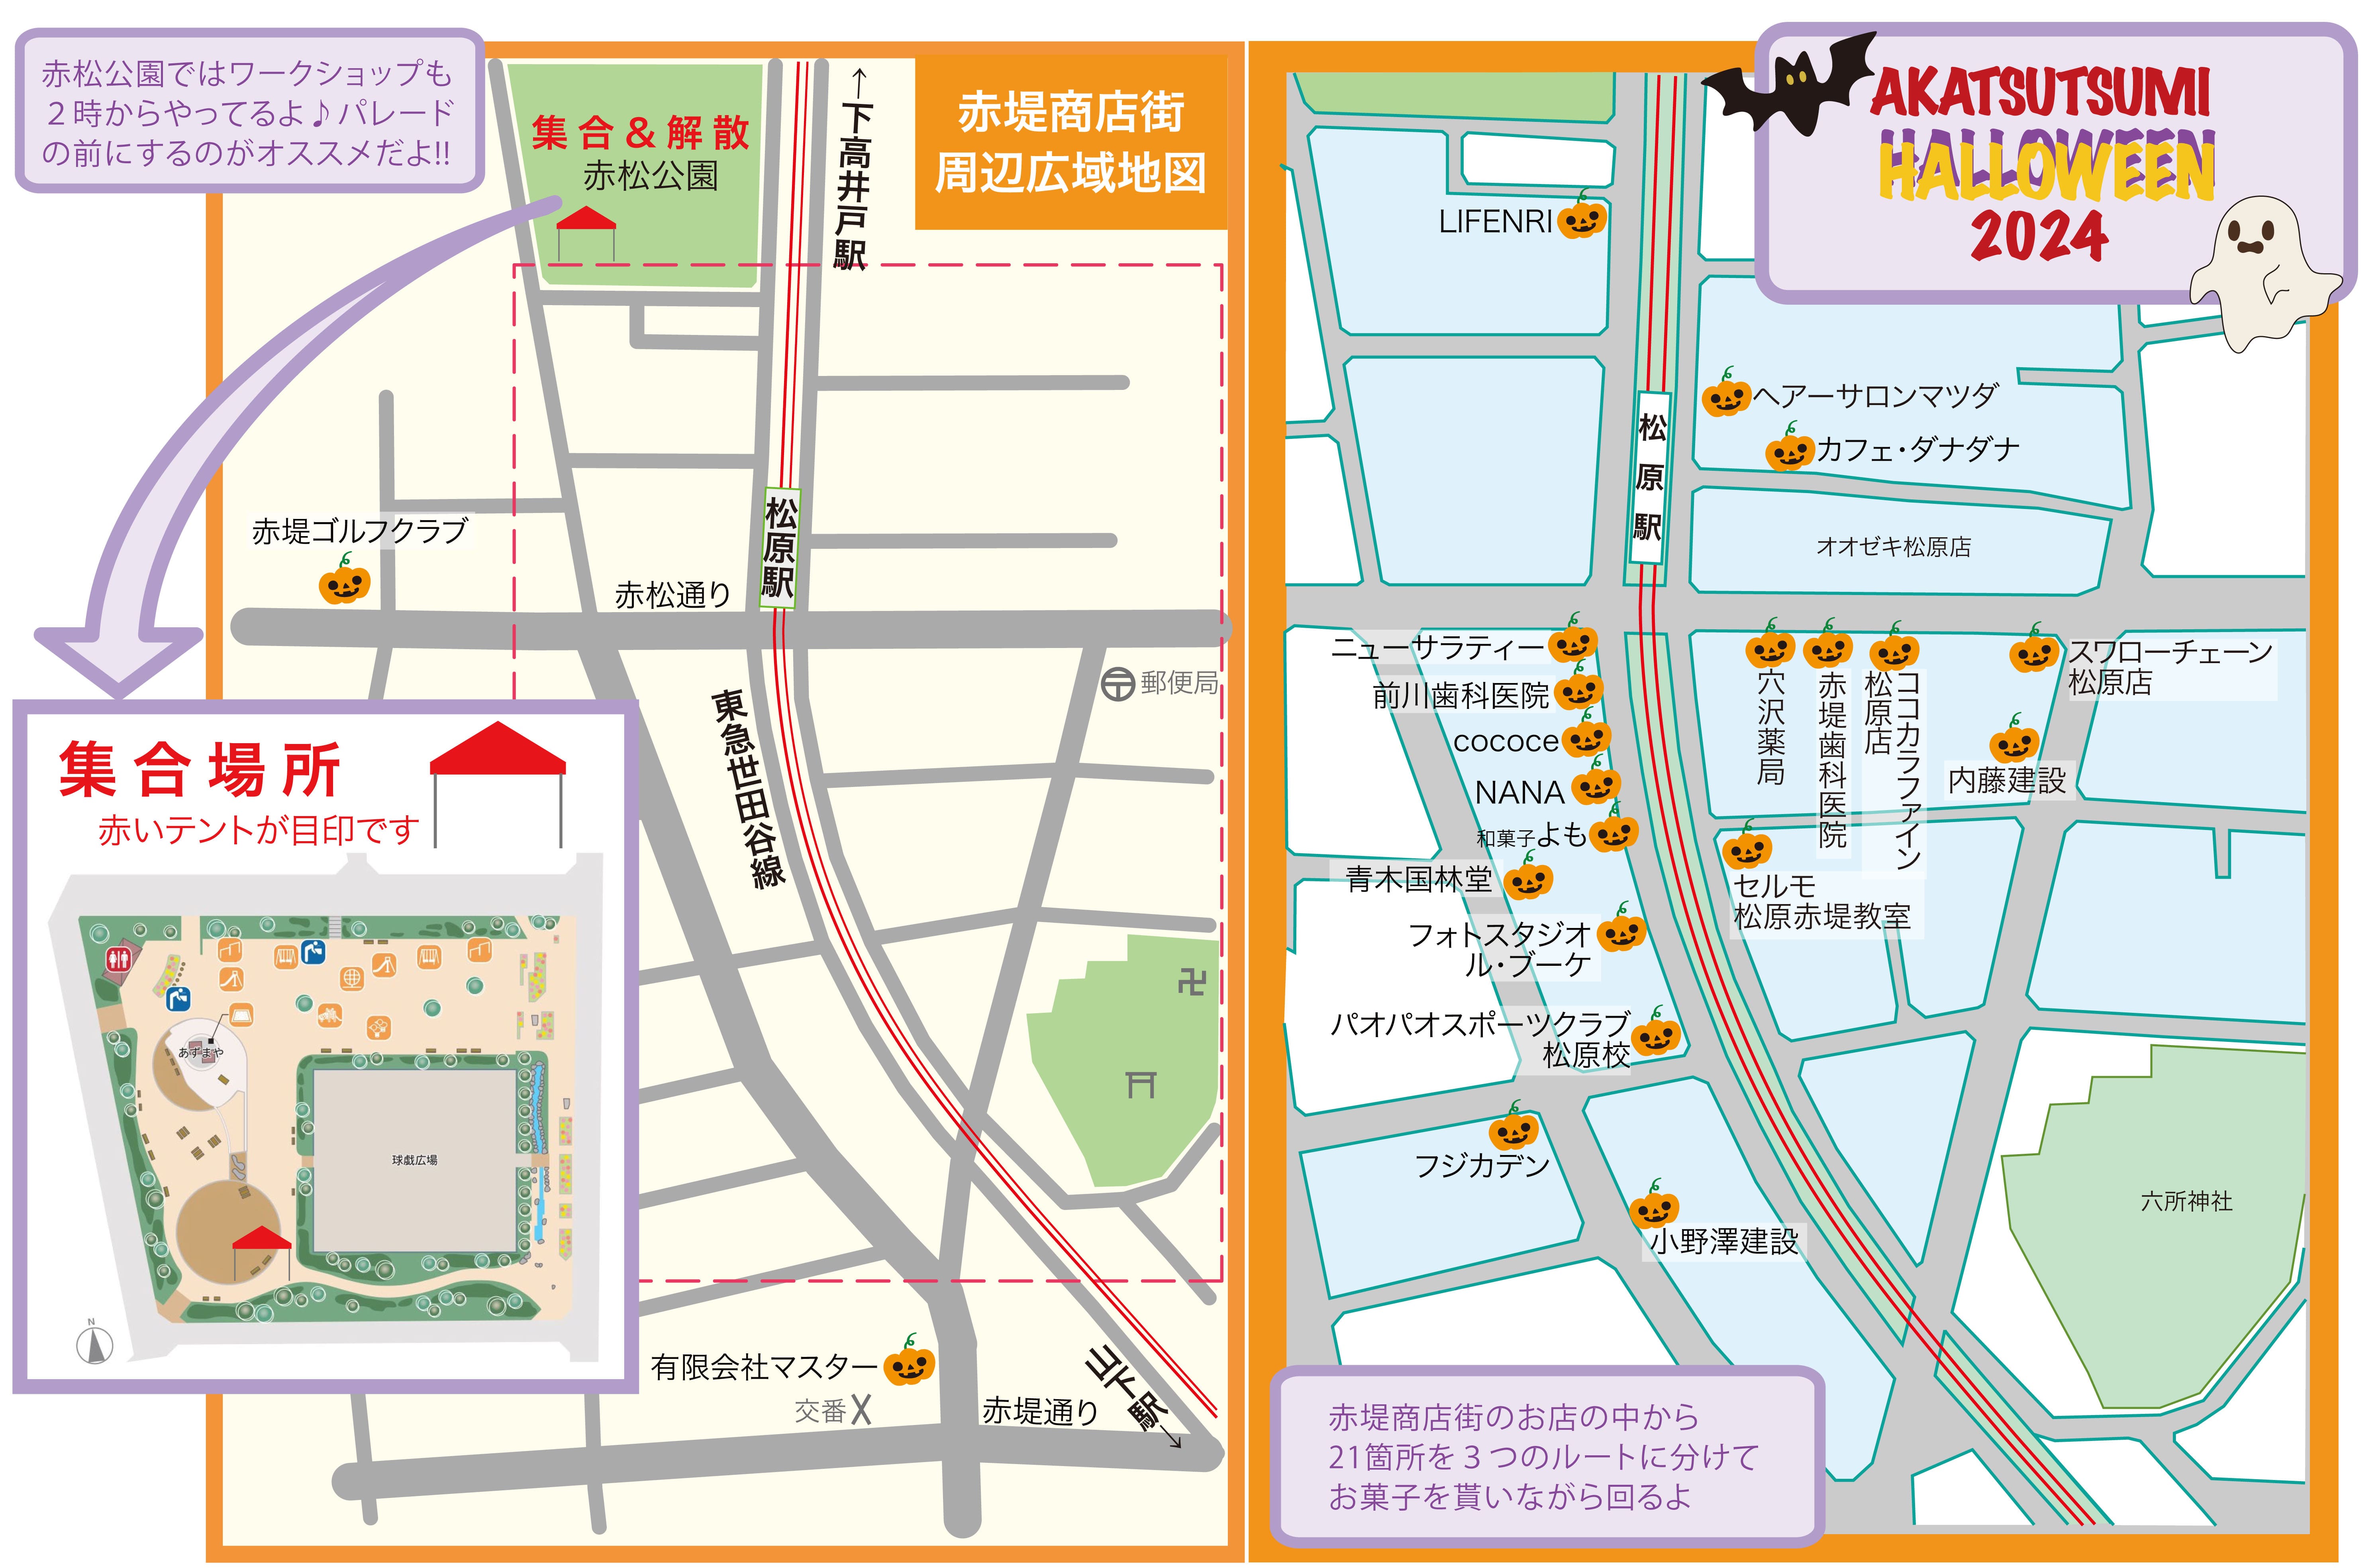 赤松公園ではワークショップも
２時からやってるよ♪パレード
の前にするのがオススメだよ!!
集合＆解散
赤松公園
↑下高井戸駅
赤堤商店街
周辺広域地図
赤堤ゴルフクラブ
赤松通り
松原駅
郵便局
東急世田谷線
卍
有限会社マスター
交番
赤堤通り
山下駅→
集合場所
赤いテントが目印です
あずまや
球戯広場
N
AKATSUTSUMI
HALLOWEEN
2024
LIFENRI
松原駅
ヘアーサロンマツダ
カフェ・ダナダナ
オオゼキ松原店
ニューサラティー
前川歯科医院
cococe
NANA
和菓子よも
青木国林堂
フォトスタジオ
ル・ブーケ
パオパオスポーツクラブ
松原校
フジカデン
小野澤建設
穴沢薬局
赤堤歯科医院
ココカラファイン
松原店
スワローチェーン
松原店
内藤建設
セルモ
松原赤堤教室
六所神社
赤堤商店街のお店の中から
21箇所を３つのルートに分けて
お菓子を貰いながら回るよ